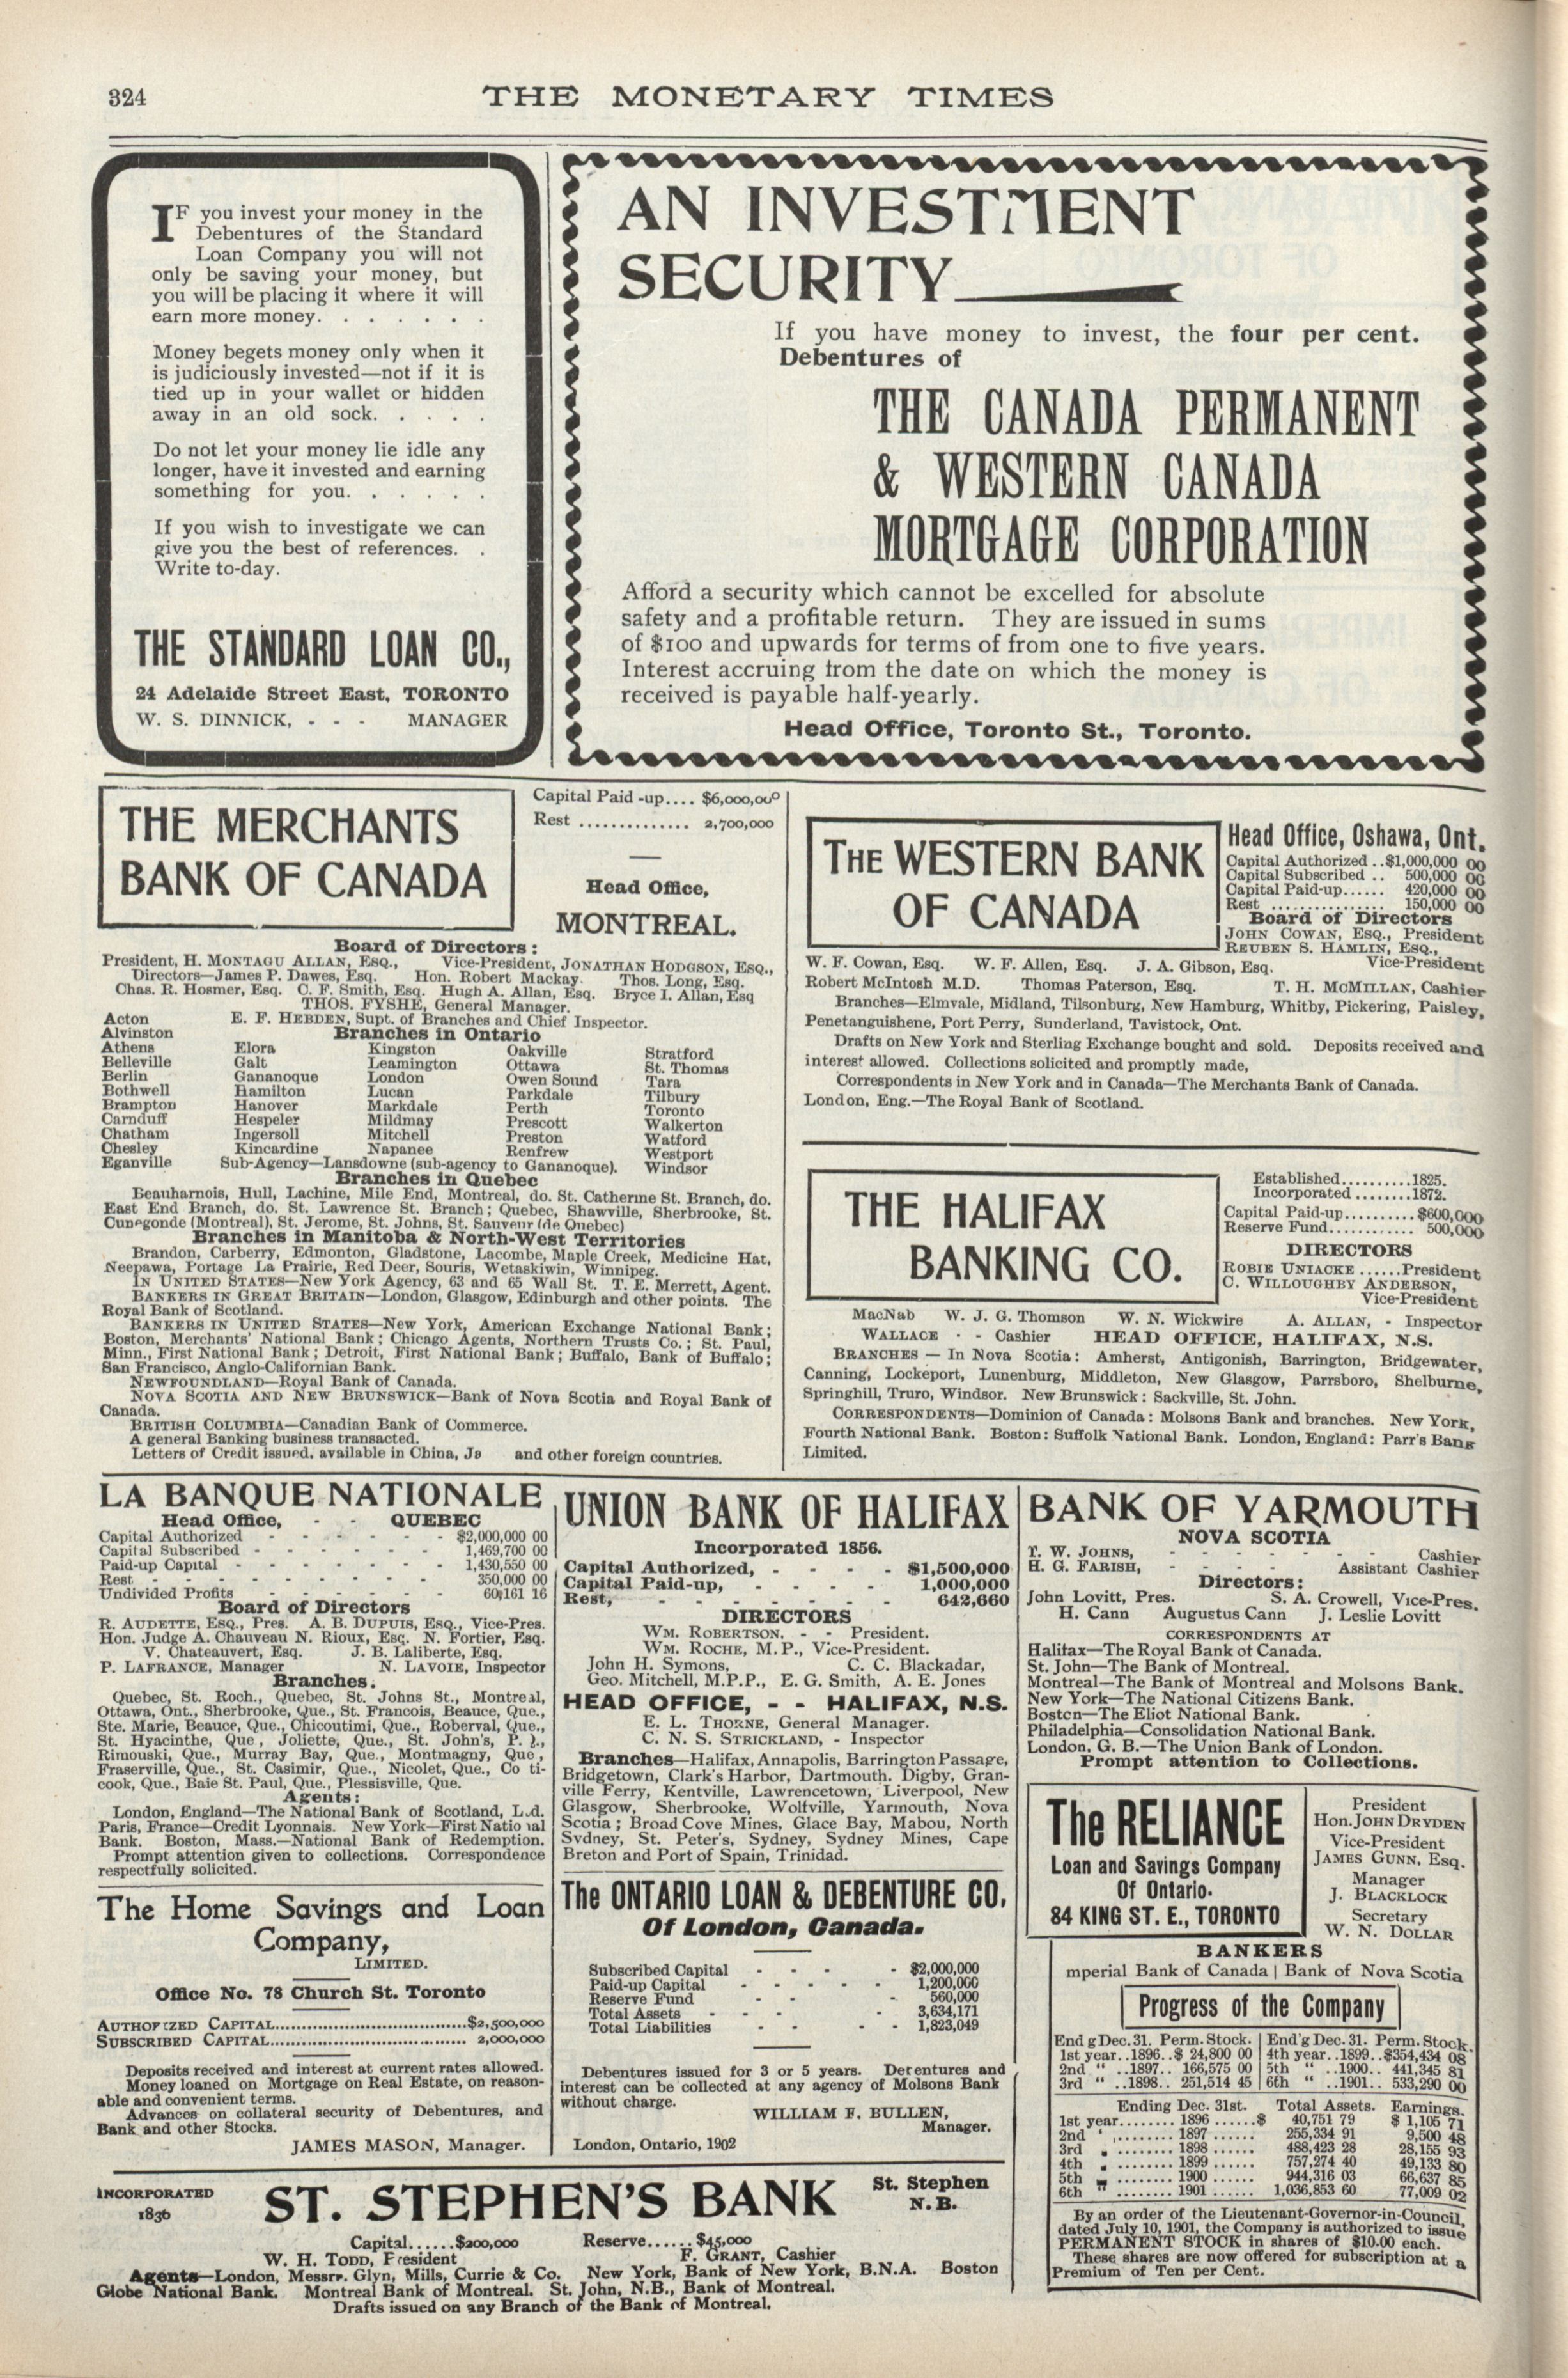 324
THE MONETARY TIMES
IF you invest your money in the
Debentures of the Standard
Loan Company you will not
only be saving your money, but
you will be placing it where it will
earn more money. . . . . . .
Money begets money only when it
is judiciously invested—not if it is
tied up in your wallet or hidden
away in an old sock. . . . .
Do not let your money lie idle any
longer, have it invested and earning
something for you. . . . . .
If you wish to investigate we can
give you the best of references. .
Write to-day.
THE STANDARD LOAN CO.,
24 Adelaide Street East, TORONTO
W. S. DINNICK, - - - MANAGER
AN INVESTMENT
SECURITY
If you have money to invest, the four per cent.
Debentures of
THE CANADA PERMANENT
& WESTERN CANADA
MORTGAGE CORPORATION
Afford a security which cannot be excelled for absolute
safety and a profitable return. They are issued in sums
of $100 and upwards for terms of from one to five years.
Interest accruing from the date on which the money is
received is payable half-yearly.
Head Office, Toronto St., Toronto.
THE MERCHANTS
BANK OF CANADA
Capital Paid-up.... $6,000,000
Rest .............. 2,700,000
Head Office,
MONTREAL.
Board of Directors:
President, H. MONTAGU ALLAN, ESQ., Vice-President, JONATHAN HODGSON, ESQ.,
Directors—James P. Dawes, Esq. Hon. Robert Mackay. Thos. Long, Esq.
Chas. R. Hosmer, Esq. C. F. Smith, Esq. Hugh A. Allan, Esq. Bryce I. Allan, Esq
THOS. FYSHE, General Manager.
E. F. HEBDEN, Supt. of Branches and Chief Inspector.
Branches in Ontario
Acton
Alvinston
Athens Elora Kingston Oakville Stratford
Belleville Galt Leamington Ottawa St. Thomas
Berlin Gananoque London Owen Sound Tara
Bothwell Hamilton Lucan Parkdale Tilbury
Brampton Hanover Markdale Perth Toronto
Carnduff Hespeler Mildmay Prescott Walkerton
Chatham Ingersoll Mitchell Preston Watford
Chesley Kincardine Napanee Renfrew Westport
Eganville Sub-Agency—Lansdowne (sub-agency to Gananoque). Windsor
Branches in Quebec
Beauharnois, Hull, Lachine, Mile End, Montreal, do. St. Catherine St. Branch, do.
East End Branch, do. St. Lawrence St. Branch; Quebec, Shawville, Sherbrooke, St.
Cunegonde (Montreal), St. Jerome, St. Johns, St. Sauveur (de Quebec)
Branches in Manitoba & North-West Territories
Brandon, Carberry, Edmonton, Gladstone, Lacombe, Maple Creek, Medicine Hat,
Neepawa, Portage La Prairie, Red Deer, Souris, Wetaskiwin, Winnipeg.
IN UNITED STATES—New York Agency, 63 and 65 Wall St. T. E. Merrett, Agent.
BANKERS IN GREAT BRITAIN—London, Glasgow, Edinburgh and other points. The
Royal Bank of Scotland.
BANKERS IN UNITED STATES—New York, American Exchange National Bank;
Boston, Merchants' National Bank; Chicago Agents, Northern Trusts Co.; St. Paul,
Minn., First National Bank; Detroit, First National Bank; Buffalo, Bank of Buffalo;
San Francisco, Anglo-Californian Bank.
NEWFOUNDLAND—Royal Bank of Canada.
NOVA SCOTIA AND NEW BRUNSWICK—Bank of Nova Scotia and Royal Bank of
Canada.
BRITISH COLUMBIA—Canadian Bank of Commerce.
A general Banking business transacted.
Letters of Credit issued, available in China, Ja and other foreign countries.
THE WESTERN BANK
OF CANADA
Head Office, Oshawa, Ont.
Capital Authorized ..$1,000,000 00
Capital Subscribed .. 500,000 00
Capital Paid-up...... 420,000 00
Rest ................ 150,000 00
Board of Directors
JOHN COWAN, ESQ., President
REUBEN S. HAMLIN, ESQ.,
Vice-President
W. F. Cowan, Esq. W. F. Allen, Esq. J. A. Gibson, Esq.
Robert McIntosh M.D. Thomas Paterson, Esq. T. H. MCMILLAN, Cashier
Branches—Elmvale, Midland, Tilsonburg, New Hamburg, Whitby, Pickering, Paisley,
Penetanguishene, Port Perry, Sunderland, Tavistock, Ont.
Drafts on New York and Sterling Exchange bought and sold. Deposits received and
interest allowed. Collections solicited and promptly made,
Correspondents in New York and in Canada—The Merchants Bank of Canada.
London, Eng.—The Royal Bank of Scotland.
THE HALIFAX
BANKING CO.
Established..........1825.
Incorporated ........1872.
Capital Paid-up..........$600,000
Reserve Fund............ 500,000
DIRECTORS
ROBIE UNIACKE ......President
C. WILLOUGHBY ANDERSON,
Vice-President
MacNab W. J. G. Thomson W. N. Wickwire A. ALLAN, - Inspector
WALLACE - - Cashier HEAD OFFICE, HALIFAX, N.S.
BRANCHES — In Nova Scotia: Amherst, Antigonish, Barrington, Bridgewater,
Canning, Lockeport, Lunenburg, Middleton, New Glasgow, Parrsboro, Shelburne,
Springhill, Truro, Windsor. New Brunswick: Sackville, St. John.
CORRESPONDENTS—Dominion of Canada: Molsons Bank and branches. New York,
Fourth National Bank. Boston: Suffolk National Bank. London, England: Parr's Bank
Limited.
LA BANQUE NATIONALE
Head Office, - - QUEBEC
Capital Authorized - - - - - - $2,000,000 00
Capital Subscribed - - - - - - 1,469,700 00
Paid-up Capital - - - - - - 1,430,550 00
Rest - - - - - - - - 350,000 00
Undivided Profits - - - - - - 60,161 16
Board of Directors
R. AUDETTE, ESQ., Pres. A. B. DUPUIS, ESQ., Vice-Pres.
Hon. Judge A. Chauveau N. Rioux, Esq. N. Fortier, Esq.
V. Chateauvert, Esq. J. B. Laliberte, Esq.
P. LAFRANCE, Manager N. LAVOIE, Inspector
Branches.
Quebec, St. Roch., Quebec, St. Johns St., Montreal,
Ottawa, Ont., Sherbrooke, Que., St. Francois, Beauce, Que.,
Ste. Marie, Beauce, Que., Chicoutimi, Que., Roberval, Que.,
St. Hyacinthe, Que, Joliette, Que., St. John's, P. Q.,
Rimouski, Que., Murray Bay, Que., Montmagny, Que,
Fraserville, Que., St. Casimir, Que., Nicolet, Que., Co ti-
cook, Que., Baie St. Paul, Que., Plessisville, Que.
Agents:
London, England—The National Bank of Scotland, L.d.
Paris, France—Credit Lyonnais. New York—First Natio al
Bank. Boston, Mass.—National Bank of Redemption.
Prompt attention given to collections. Correspondence
respectfully solicited.
UNION BANK OF HALIFAX
Incorporated 1856.
Capital Authorized, - - - - $1,500,000
Capital Paid-up, - - - - 1,000,000
Rest, - - - - - - 642,660
DIRECTORS
WM. ROBERTSON, - - President.
WM. ROCHE, M.P., Vice-President.
John H. Symons, C. C. Blackadar,
Geo. Mitchell, M.P.P., E. G. Smith, A. E. Jones
HEAD OFFICE, - - HALIFAX, N.S.
E. L. THORNE, General Manager.
C. N. S. STRICKLAND, - Inspector
Branches—Halifax, Annapolis, Barrington Passage,
Bridgetown, Clark's Harbor, Dartmouth. Digby, Gran-
ville Ferry, Kentville, Lawrencetown, Liverpool, New
Glasgow, Sherbrooke, Wolfville, Yarmouth, Nova
Scotia; Broad Cove Mines, Glace Bay, Mabou, North
Sydney, St. Peter's, Sydney, Sydney Mines, Cape
Breton and Port of Spain, Trinidad.
BANK OF YARMOUTH
NOVA SCOTIA
T. W. JOHNS, - - - - - - Cashier
H. G. FARISH, - - - - - Assistant Cashier
Directors:
John Lovitt, Pres. S. A. Crowell, Vice-Pres.
H. Cann Augustus Cann J. Leslie Lovitt
CORRESPONDENTS AT
Halifax—The Royal Bank of Canada.
St. John—The Bank of Montreal.
Montreal—The Bank of Montreal and Molsons Bank.
New York—The National Citizens Bank.
Boston—The Eliot National Bank.
Philadelphia—Consolidation National Bank.
London, G. B.—The Union Bank of London.
Prompt attention to Collections.
The Home Savings and Loan
Company,
LIMITED.
Office No. 78 Church St. Toronto
AUTHORIZED CAPITAL....................$2,500,000
SUBSCRIBED CAPITAL.................... 2,000,000
Deposits received and interest at current rates allowed.
Money loaned on Mortgage on Real Estate, on reason-
able and convenient terms.
Advances on collateral security of Debentures, and
Bank and other Stocks.
JAMES MASON, Manager.
The ONTARIO LOAN & DEBENTURE CO.
Of London, Canada.
Subscribed Capital - - - - $2,000,000
Paid-up Capital - - - - - 1,200,000
Reserve Fund - - - 560,000
Total Assets - - - - 3,634,171
Total Liabilities - - - - 1,823,049
Debentures issued for 3 or 5 years. Debentures and
interest can be collected at any agency of Molsons Bank
without charge.
WILLIAM F. BULLEN,
Manager.
London, Ontario, 1902
The RELIANCE
Loan and Savings Company
Of Ontario.
84 KING ST. E., TORONTO
President
Hon. JOHN DRYDEN
Vice-President
JAMES GUNN, Esq.
Manager
J. BLACKLOCK
Secretary
W. N. DOLLAR
BANKERS
mperial Bank of Canada | Bank of Nova Scotia
Progress of the Company
End g Dec. 31. Perm. Stock. | End'g Dec. 31. Perm. Stock.
1st year..1896..$ 24,800 00 | 4th year..1899..$354,434 08
2nd " ..1897.. 166,575 00 | 5th " ..1900.. 441,345 81
3rd " ..1898.. 251,514 45 | 6th " ..1901.. 533,290 00
Ending Dec. 31st. Total Assets. Earnings.
1st year........ 1896 ......$ 40,751 79 $ 1,105 71
2nd " ........ 1897 ...... 255,334 91 9,500 48
3rd " ........ 1898 ...... 488,423 28 28,155 93
4th " ........ 1899 ...... 757,274 40 49,133 80
5th " ........ 1900 ...... 944,316 03 66,637 85
6th " ........ 1901 ...... 1,036,853 60 77,009 02
By an order of the Lieutenant-Governor-in-Council,
dated July 10, 1901, the Company is authorized to issue
PERMANENT STOCK in shares of $10.00 each.
These shares are now offered for subscription at a
Premium of Ten per Cent.
INCORPORATED
1836
ST. STEPHEN'S BANK
St. Stephen
N.B.
Capital......$200,000 Reserve......$45,000
W. H. TODD, President F. GRANT, Cashier
Agents—London, Messrs. Glyn, Mills, Currie & Co. New York, Bank of New York, B.N.A. Boston
Globe National Bank. Montreal Bank of Montreal. St. John, N.B., Bank of Montreal.
Drafts issued on any Branch of the Bank of Montreal.